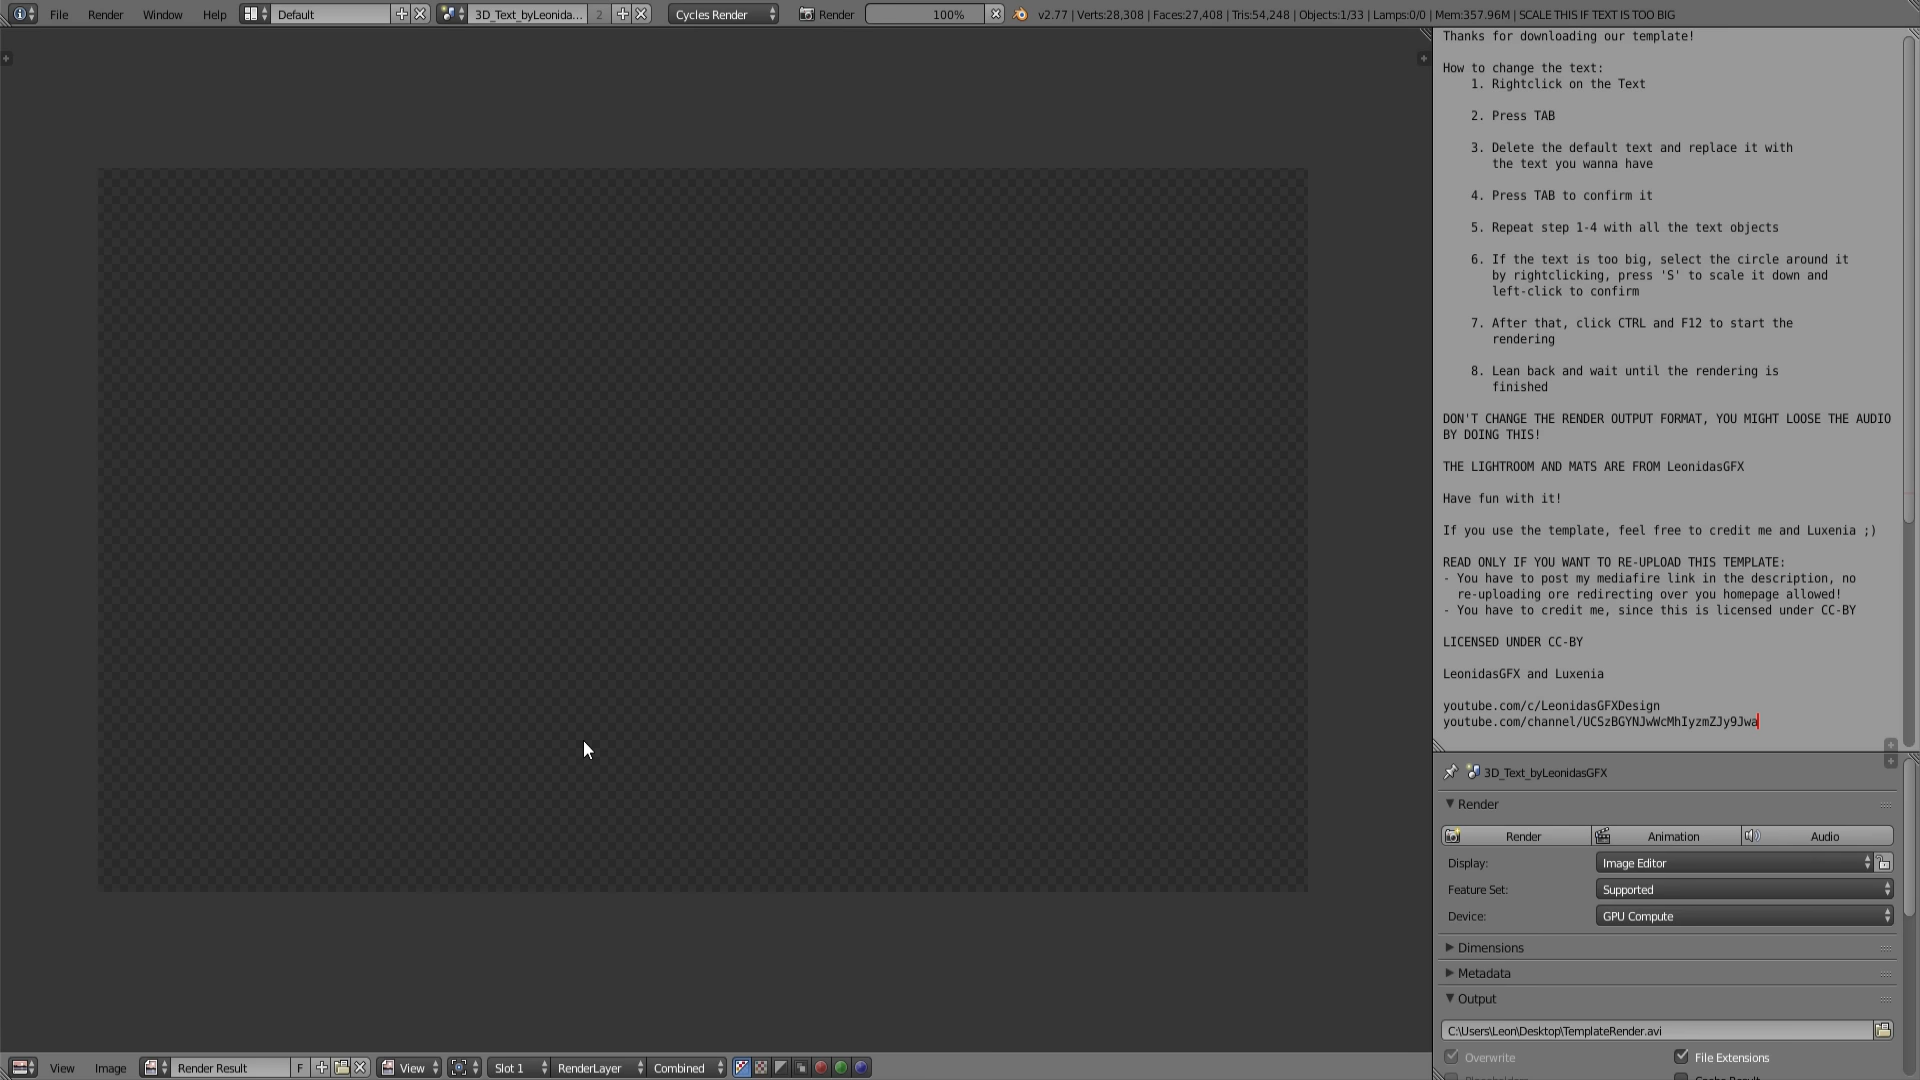 File Render Window Help Default 3D_Text_byLeonida... 2 Cycles Render Render 100% v2.77 | Verts:28,308 | Faces:27,408 | Tris:54,248 | Objects:1/33 | Lamps:0/0 | Mem:357.96M | SCALE THIS IF TEXT IS TOO BIG
Thanks for downloading our template!
How to change the text:
1. Rightclick on the Text
2. Press TAB
3. Delete the default text and replace it with
the text you wanna have
4. Press TAB to confirm it
5. Repeat step 1-4 with all the text objects
6. If the text is too big, select the circle around it
by rightclicking, press 'S' to scale it down and
left-click to confirm
7. After that, click CTRL and F12 to start the
rendering
8. Lean back and wait until the rendering is
finished
DON'T CHANGE THE RENDER OUTPUT FORMAT, YOU MIGHT LOOSE THE AUDIO
BY DOING THIS!
THE LIGHTROOM AND MATS ARE FROM LeonidasGFX
Have fun with it!
If you use the template, feel free to credit me and Luxenia ;)
READ ONLY IF YOU WANT TO RE-UPLOAD THIS TEMPLATE:
- You have to post my mediafire link in the description, no
re-uploading ore redirecting over you homepage allowed!
- You have to credit me, since this is licensed under CC-BY
LICENSED UNDER CC-BY
LeonidasGFX and Luxenia
youtube.com/c/LeonidasGFXDesign
youtube.com/channel/UCSzBGYNJwWcMhIyzmZJy9Jwa
3D_Text_byLeonidasGFX
Render
Render Animation Audio
Display: Image Editor
Feature Set: Supported
Device: GPU Compute
Dimensions
Metadata
Output
C:\Users\Leon\Desktop\TemplateRender.avi
Overwrite File Extensions
View Image Render Result F View Slot 1 RenderLayer Combined